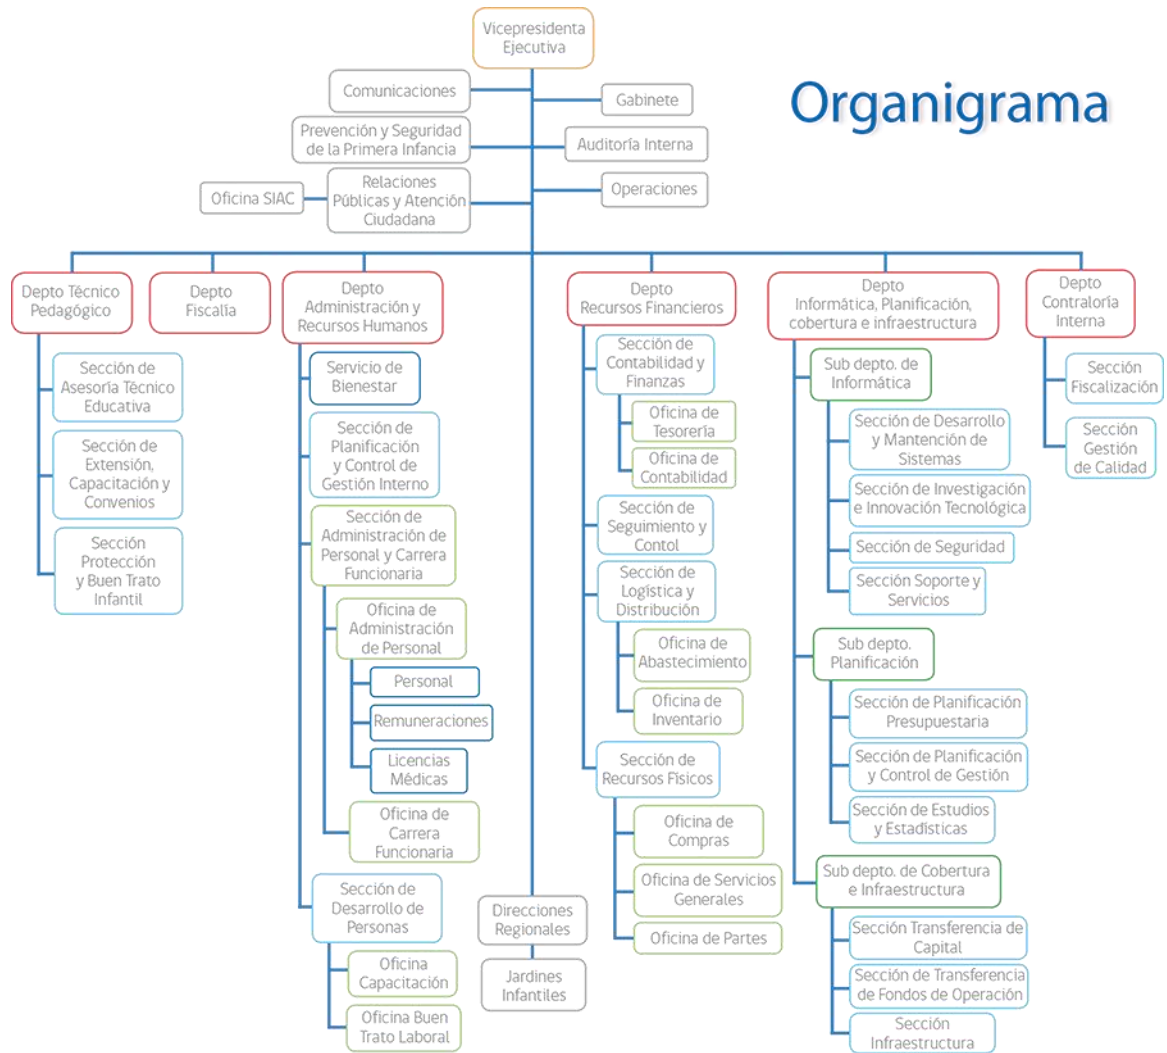 Vicepresidenta
Ejecutiva
Organigrama
Comunicaciones
Gabinete
Prevención y Seguridad
de la Primera Infancia
Auditoría Interna
Oficina SIAC
Relaciones
Públicas y Atención
Ciudadana
Operaciones
Depto Técnico
Pedagógico
Sección de
Asesoría Técnico
Educativa
Sección de
Extensión,
Capacitación y
Convenios
Sección
Protección
y Buen Trato
Infantil
Depto
Fiscalía
Depto
Administración y
Recursos Humanos
Servicio de
Bienestar
Sección de
Planificación
y Control de
Gestión Interno
Sección de
Administración de
Personal y Carrera
Funcionaria
Oficina de
Administración
de Personal
Personal
Remuneraciones
Licencias
Médicas
Oficina de
Carrera
Funcionaria
Sección de
Desarrollo de
Personas
Oficina
Capacitación
Oficina Buen
Trato Laboral
Direcciones
Regionales
Jardines
Infantiles
Depto
Recursos Financieros
Sección de
Contabilidad y
Finanzas
Oficina de
Tesorería
Oficina de
Contabilidad
Sección de
Seguimiento y
Contol
Sección de
Logística y
Distribución
Oficina de
Abastecimiento
Oficina de
Inventario
Sección de
Recursos Físicos
Oficina de
Compras
Oficina de Servicios
Generales
Oficina de Partes
Depto
Informática, Planificación,
cobertura e infraestructura
Sub depto. de
Informática
Sección de Desarrollo
y Mantención de
Sistemas
Sección de Investigación
e Innovación Tecnológica
Sección de Seguridad
Sección Soporte y
Servicios
Sub depto.
Planificación
Sección de Planificación
Presupuestaria
Sección de Planificación
y Control de Gestión
Sección de Estudios
y Estadísticas
Sub depto. de Cobertura
e Infraestructura
Sección Transferencia de
Capital
Sección de Transferencia
de Fondos de Operación
Sección
Infraestructura
Depto
Contraloría
Interna
Sección
Fiscalización
Sección
Gestión
de Calidad